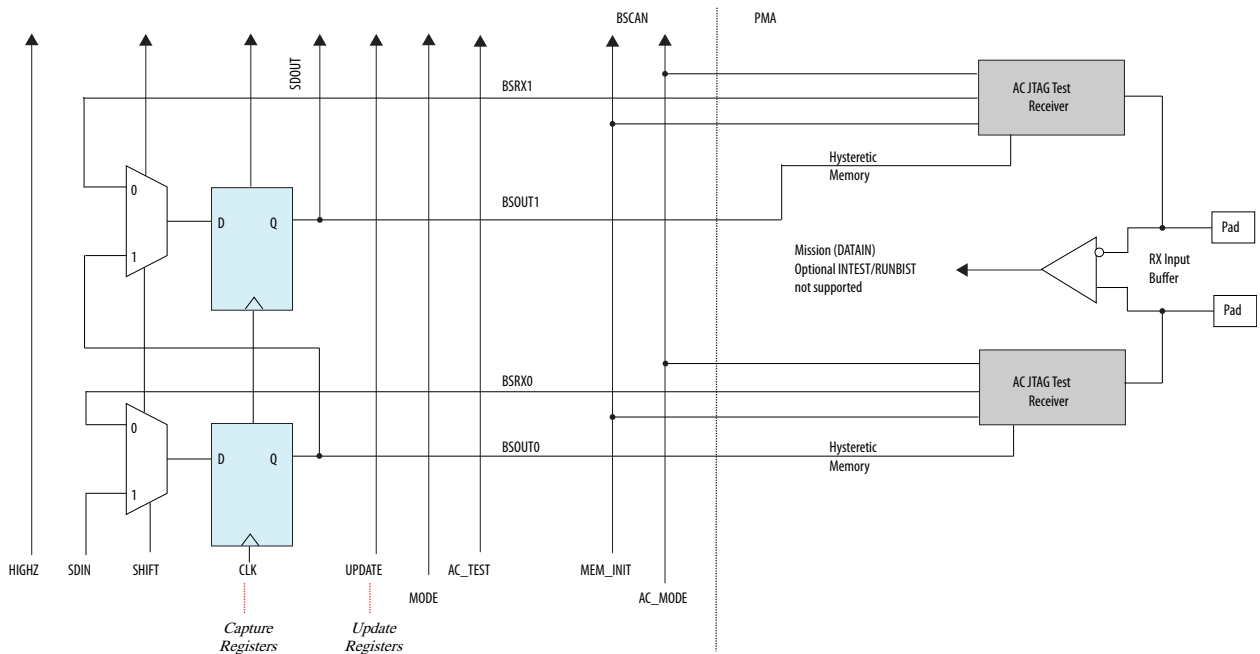 BSCAN
PMA
SDOUT
BSRX1
AC JTAG Test
Receiver
0
Hysteretic
Memory
BSOUT1
D
Q
1
Pad
Mission (DATAIN)
Optional INTEST/RUNBIST
not supported
RX Input
Buffer
Pad
BSRX0
AC JTAG Test
Receiver
0
BSOUT0
Hysteretic
Memory
D
Q
1
HIGHZ
SDIN
SHIFT
CLK
UPDATE
AC_TEST
MEM_INIT
MODE
AC_MODE
Capture
Registers
Update
Registers